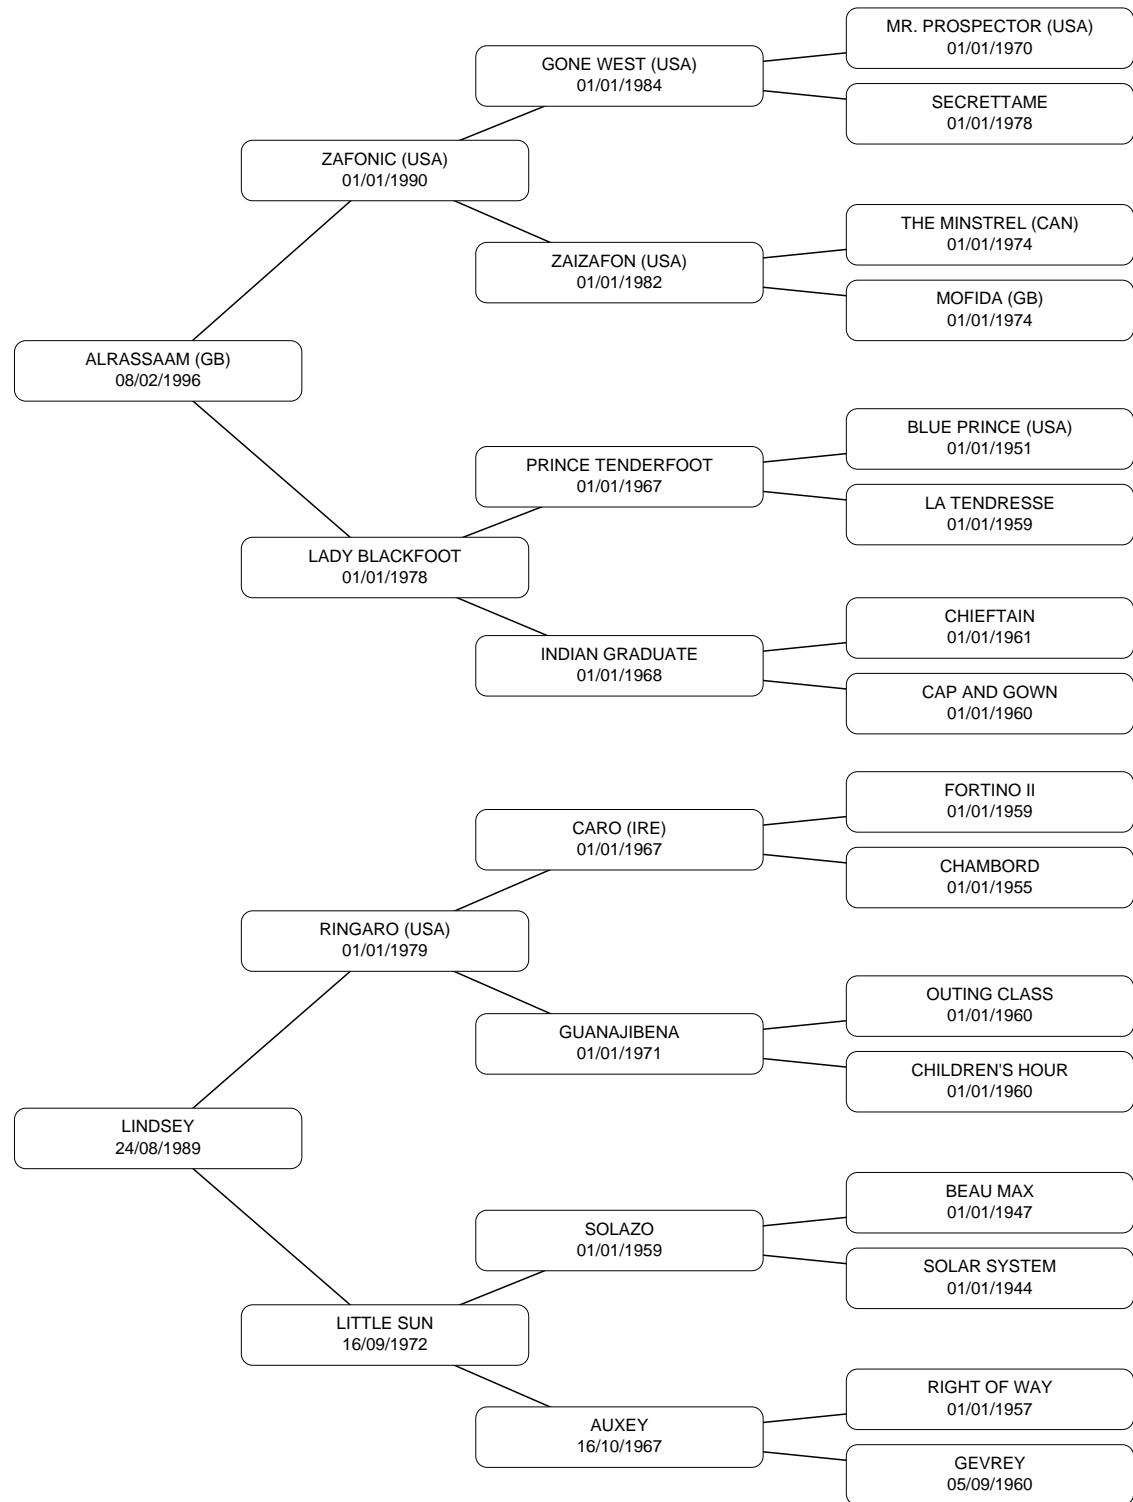 MR. PROSPECTOR (USA)
01/01/1970
GONE WEST (USA)
01/01/1984
SECRETTAME
01/01/1978
ZAFONIC (USA)
01/01/1990
THE MINSTREL (CAN)
01/01/1974
ZAIZAFON (USA)
01/01/1982
MOFIDA (GB)
01/01/1974
ALRASSAAM (GB)
08/02/1996
BLUE PRINCE (USA)
01/01/1951
PRINCE TENDERFOOT
01/01/1967
LA TENDRESSE
01/01/1959
LADY BLACKFOOT
01/01/1978
CHIEFTAIN
01/01/1961
INDIAN GRADUATE
01/01/1968
CAP AND GOWN
01/01/1960
FORTINO II
01/01/1959
CARO (IRE)
01/01/1967
CHAMBORD
01/01/1955
RINGARO (USA)
01/01/1979
OUTING CLASS
01/01/1960
GUANAJIBENA
01/01/1971
CHILDREN'S HOUR
01/01/1960
LINDSEY
24/08/1989
BEAU MAX
01/01/1947
SOLAZO
01/01/1959
SOLAR SYSTEM
01/01/1944
LITTLE SUN
16/09/1972
RIGHT OF WAY
01/01/1957
AUXEY
16/10/1967
GEVREY
05/09/1960